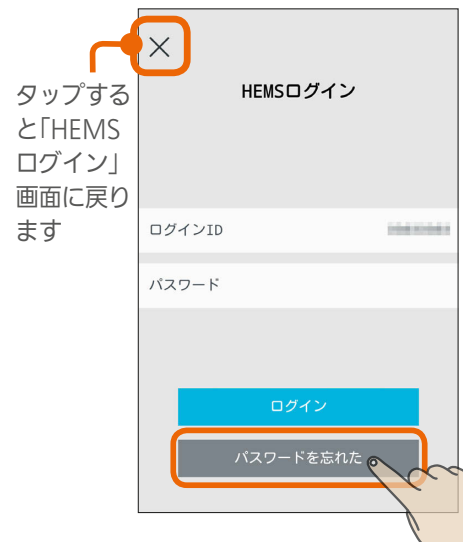 タップする
と「HEMS
ログイン」
画面に戻り
ます
HEMSログイン
ログインID
パスワード
ログイン
パスワードを忘れた